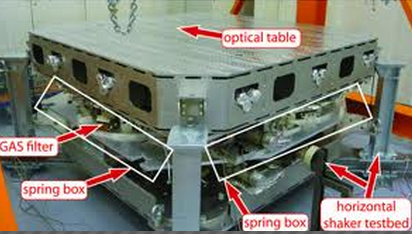 optical table
GAS filter
spring box
spring box
horizontal
shaker testbed